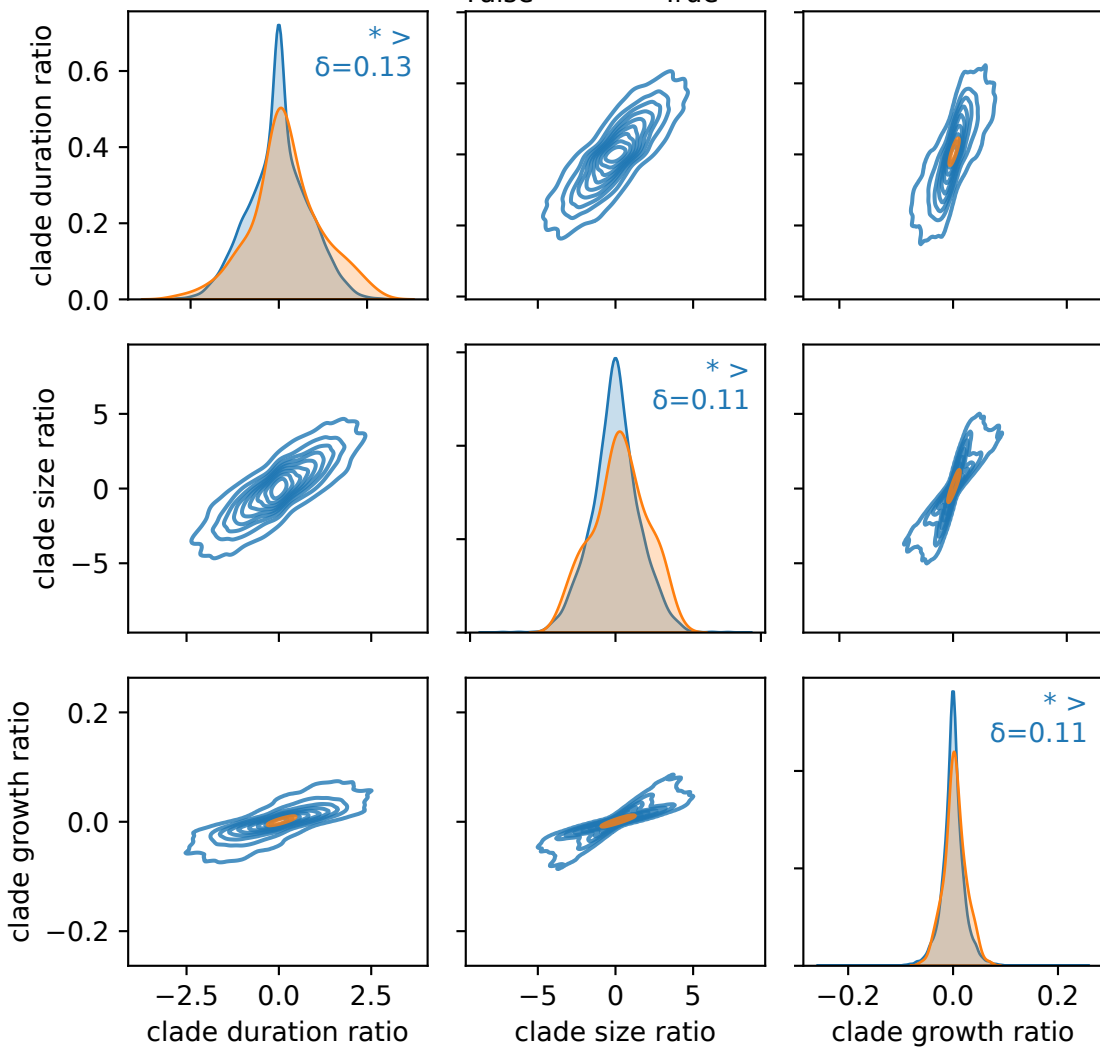 clade duration ratio
0.6
0.4
0.2
0.0
* >
δ=0.13
clade size ratio
5
0
−5
* >
δ=0.11
clade growth ratio
0.2
0.0
−0.2
* >
δ=0.11
−2.5 0.0 2.5
−5 0 5
−0.2 0.0 0.2
clade duration ratio
clade size ratio
clade growth ratio